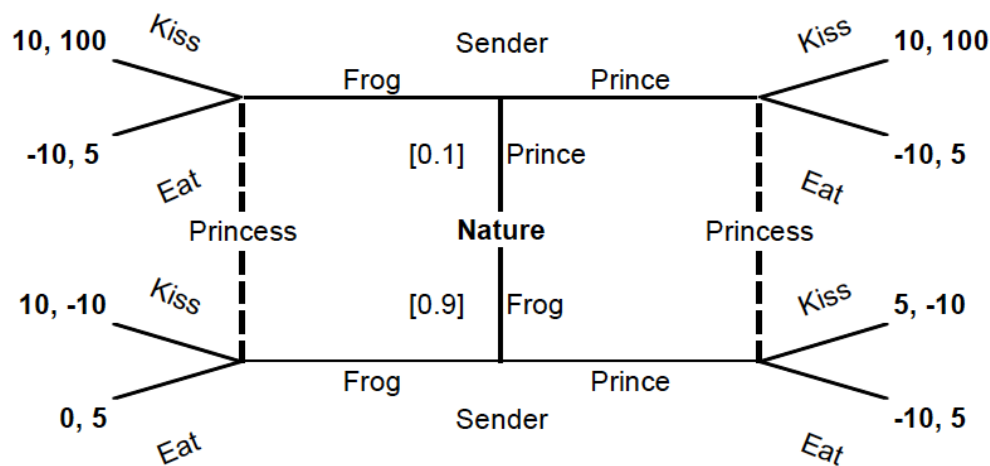 Kiss Sender Kiss
10, 100 10, 100
Frog Prince
-10, 5 [0.1] Prince -10, 5
Eat Eat
Princess Nature Princess
Kiss Kiss
10, -10 [0.9] Frog 5, -10
Frog Prince
0, 5 Sender -10, 5
Eat Eat